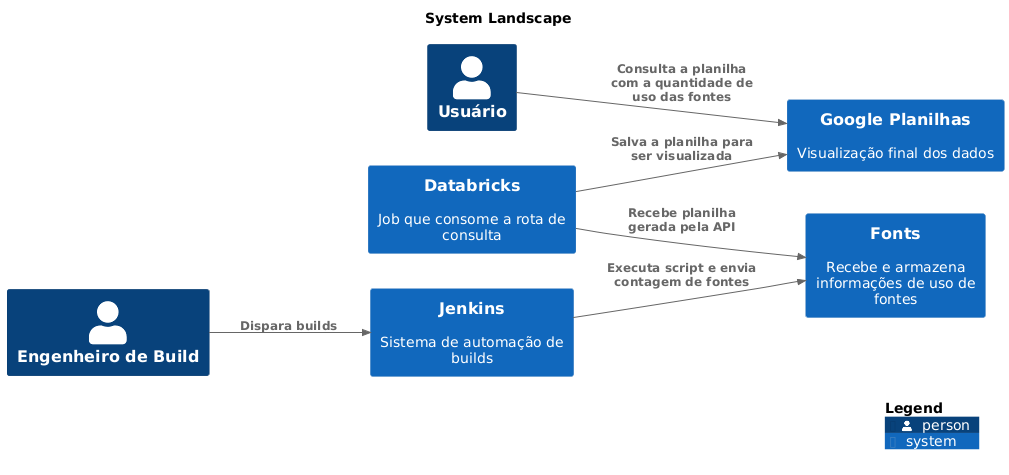 System Landscape
Usuário
Consulta a planilha
com a quantidade de
uso das fontes
Google Planilhas
Visualização final dos dados
Salva a planilha para
ser visualizada
Databricks
Job que consome a rota de
consulta
Recebe planilha
gerada pela API
Fonts
Recebe e armazena
informações de uso de
fontes
Executa script e envia
contagem de fontes
Jenkins
Sistema de automação de
builds
Dispara builds
Engenheiro de Build
Legend
person
system